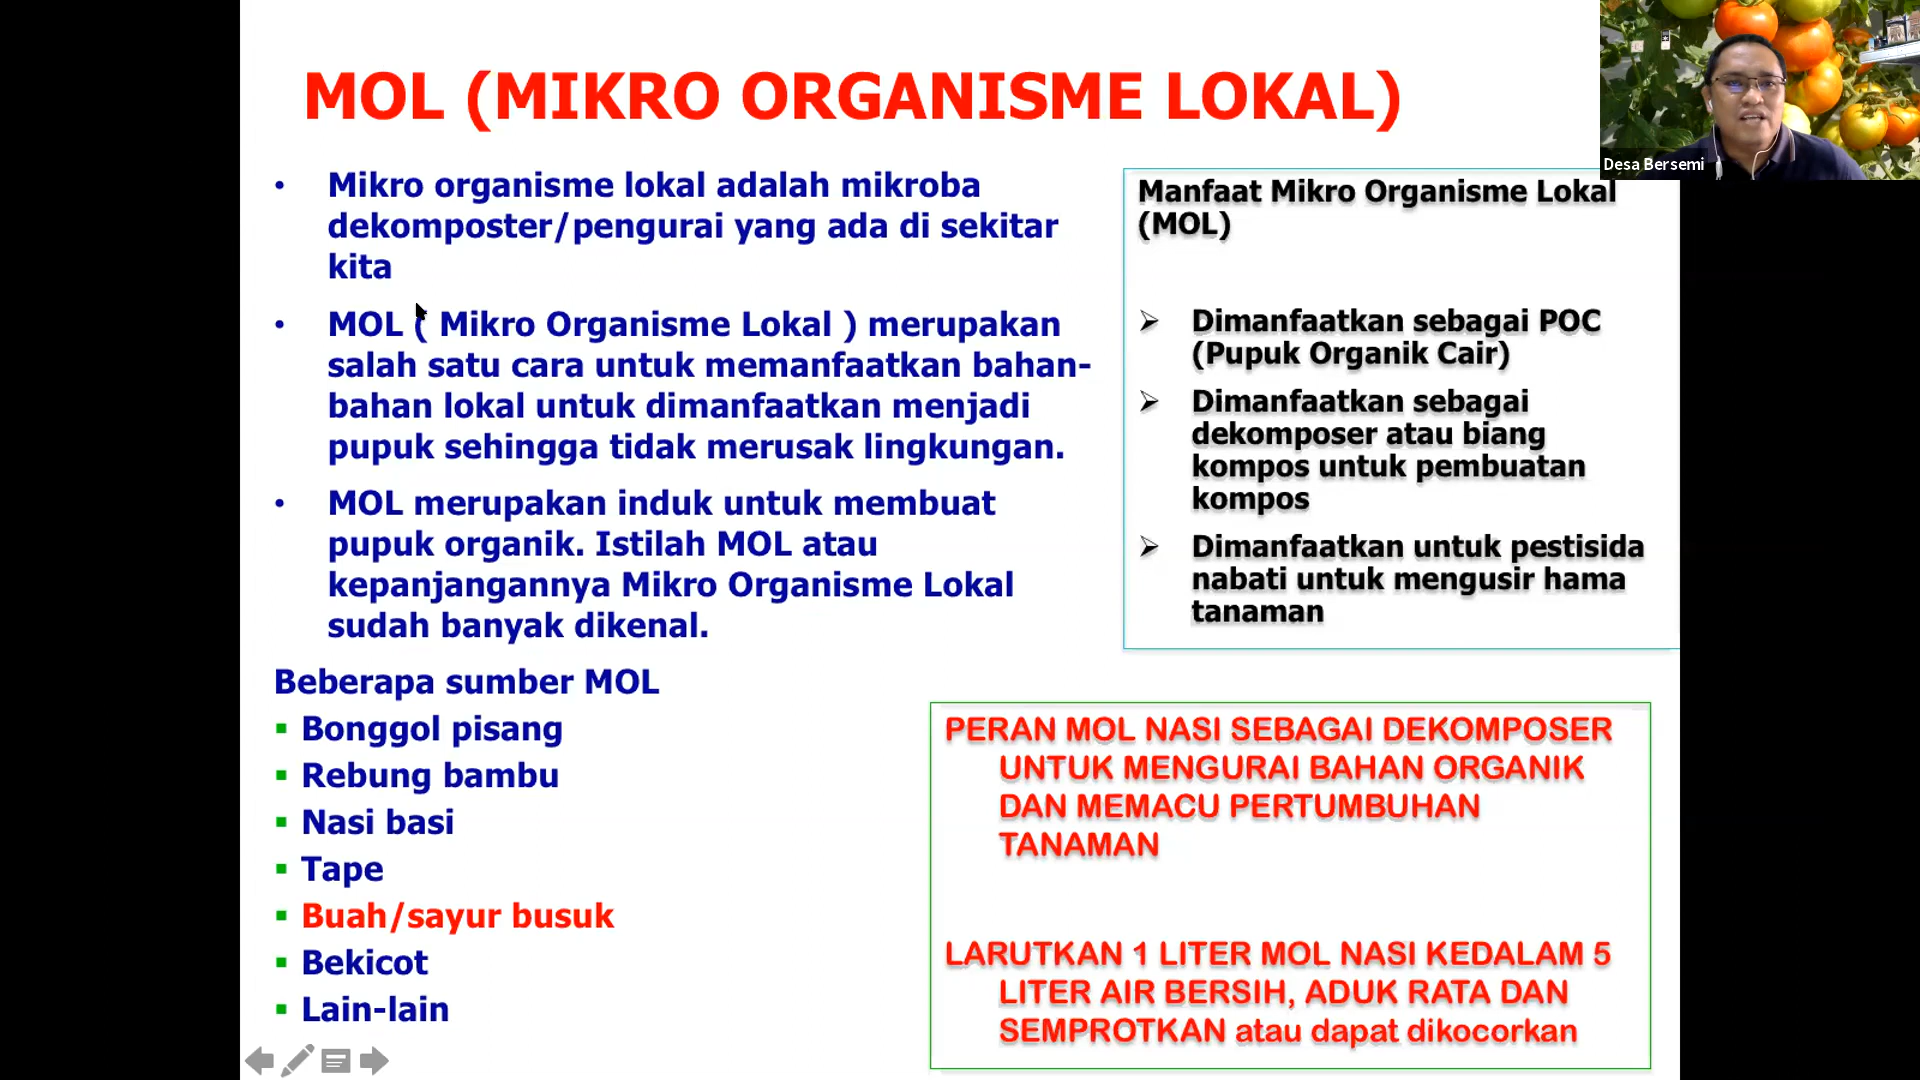 MOL (MIKRO ORGANISME LOKAL)
Desa Bersemi
• Mikro organisme lokal adalah mikroba
dekomposter/pengurai yang ada di sekitar
kita
• MOL ( Mikro Organisme Lokal ) merupakan
salah satu cara untuk memanfaatkan bahan-
bahan lokal untuk dimanfaatkan menjadi
pupuk sehingga tidak merusak lingkungan.
• MOL merupakan induk untuk membuat
pupuk organik. Istilah MOL atau
kepanjangannya Mikro Organisme Lokal
sudah banyak dikenal.
Beberapa sumber MOL
▪ Bonggol pisang
▪ Rebung bambu
▪ Nasi basi
▪ Tape
▪ Buah/sayur busuk
▪ Bekicot
▪ Lain-lain
Manfaat Mikro Organisme Lokal
(MOL)
➢ Dimanfaatkan sebagai POC
(Pupuk Organik Cair)
➢ Dimanfaatkan sebagai
dekomposer atau biang
kompos untuk pembuatan
kompos
➢ Dimanfaatkan untuk pestisida
nabati untuk mengusir hama
tanaman
PERAN MOL NASI SEBAGAI DEKOMPOSER
UNTUK MENGURAI BAHAN ORGANIK
DAN MEMACU PERTUMBUHAN
TANAMAN
LARUTKAN 1 LITER MOL NASI KEDALAM 5
LITER AIR BERSIH, ADUK RATA DAN
SEMPROTKAN atau dapat dikocorkan